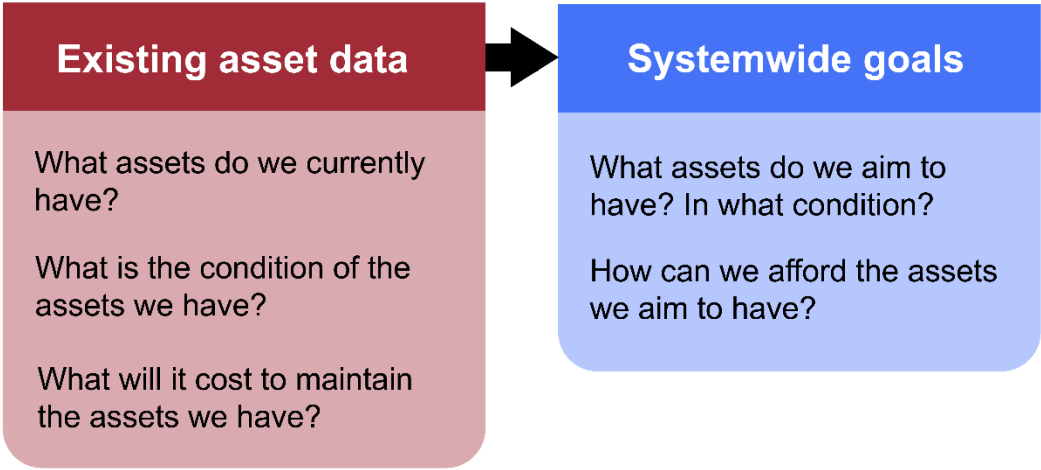 Existing asset data
What assets do we currently
have?
What is the condition of the
assets we have?
What will it cost to maintain
the assets we have?
Systemwide goals
What assets do we aim to
have? In what condition?
How can we afford the assets
we aim to have?